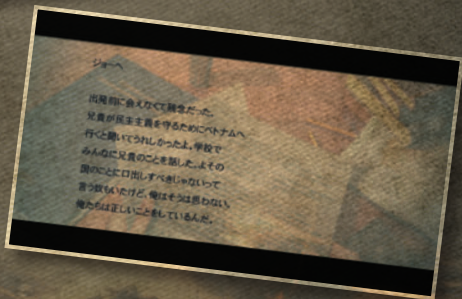 ジョーへ
出発前に会えなくて残念だった。
兄貴が民主主義を守るためにベトナムへ
行くと聞いてうれしかったよ。学校で
みんなに兄貴のことを話した。よその
国のことに口出しすべきじゃないって
言う奴もいたけど、俺はそうは思わない。
俺たちは正しいことをしているんだ。